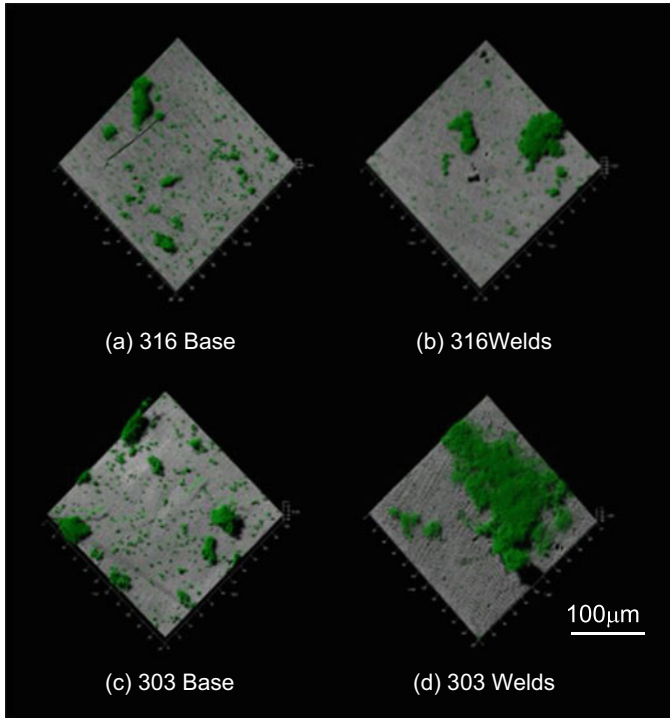 (a) 316 Base
(b) 316Welds
(c) 303 Base
100μm
(d) 303 Welds